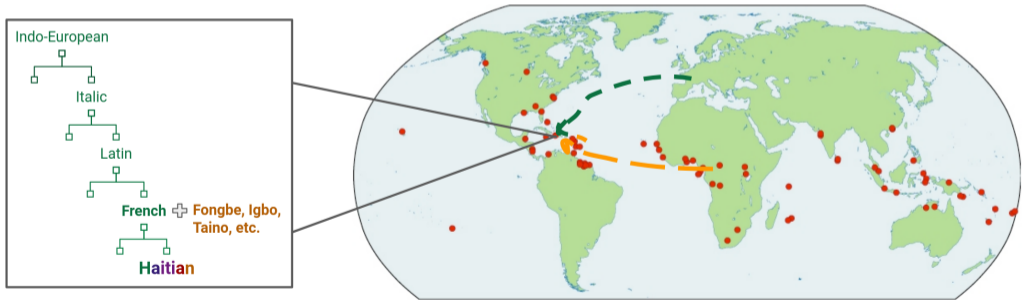 Indo-European
Italic
Latin
French
Fongbe, Igbo,
Taino, etc.
Haitian